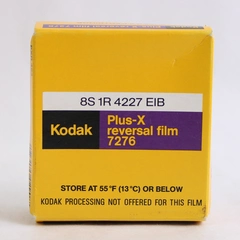 8S 1R 4227 EIB
Kodak
Plus-X
reversal film
7276
STORE AT 55°F (13°C) OR BELOW
KODAK PROCESSING NOT OFFERED FOR THIS FILM